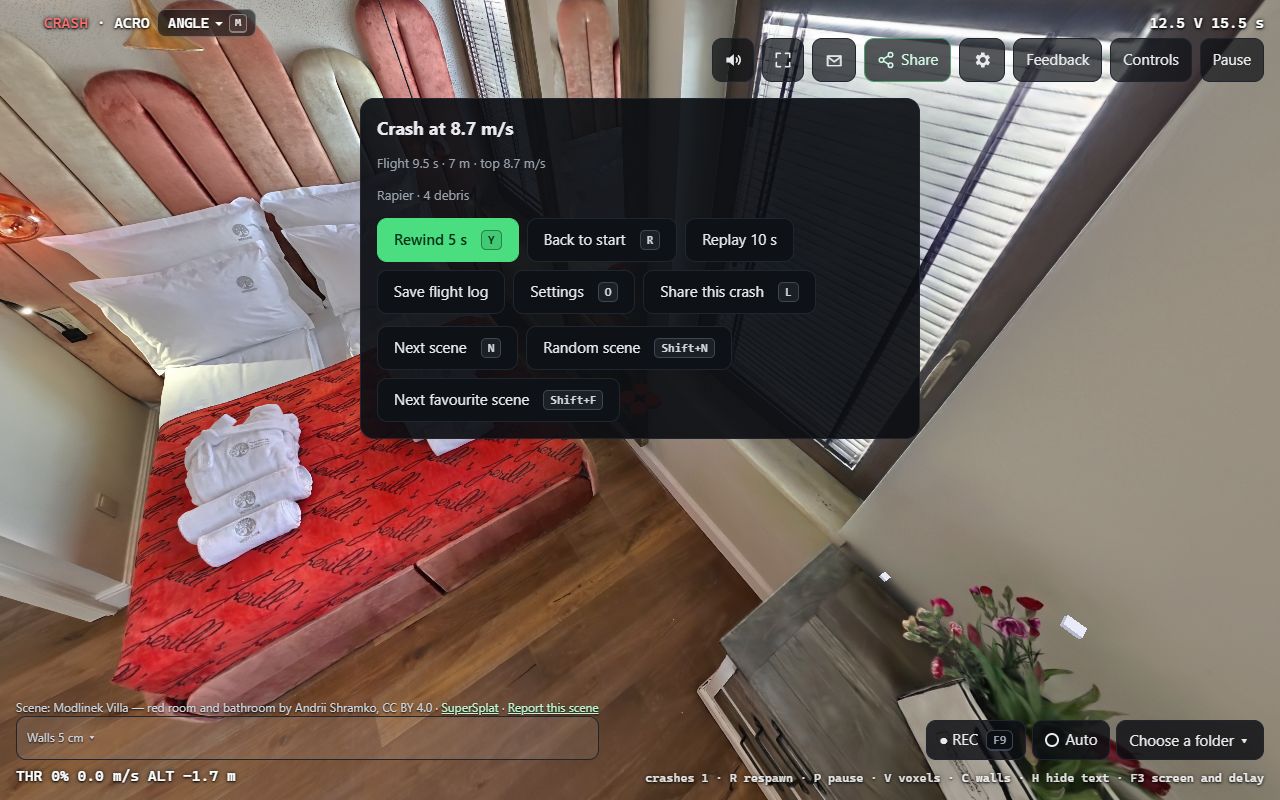 CRASH · ACRO ANGLE M
12.5 V 15.5 s
Share Feedback Controls Pause
Crash at 8.7 m/s
Flight 9.5 s · 7 m · top 8.7 m/s
Rapier · 4 debris
Rewind 5 s Y Back to start R Replay 10 s
Save flight log Settings O Share this crash L
Next scene N Random scene Shift+N
Next favourite scene Shift+F
Scene: Modlinek Villa — red room and bathroom by Andrii Shramko, CC BY 4.0 · SuperSplat · Report this scene
Walls 5 cm
REC F9 Auto Choose a folder
THR 0% 0.0 m/s ALT −1.7 m
crashes 1 · R respawn · P pause · V voxels · C walls · H hide text · F3 screen and delay